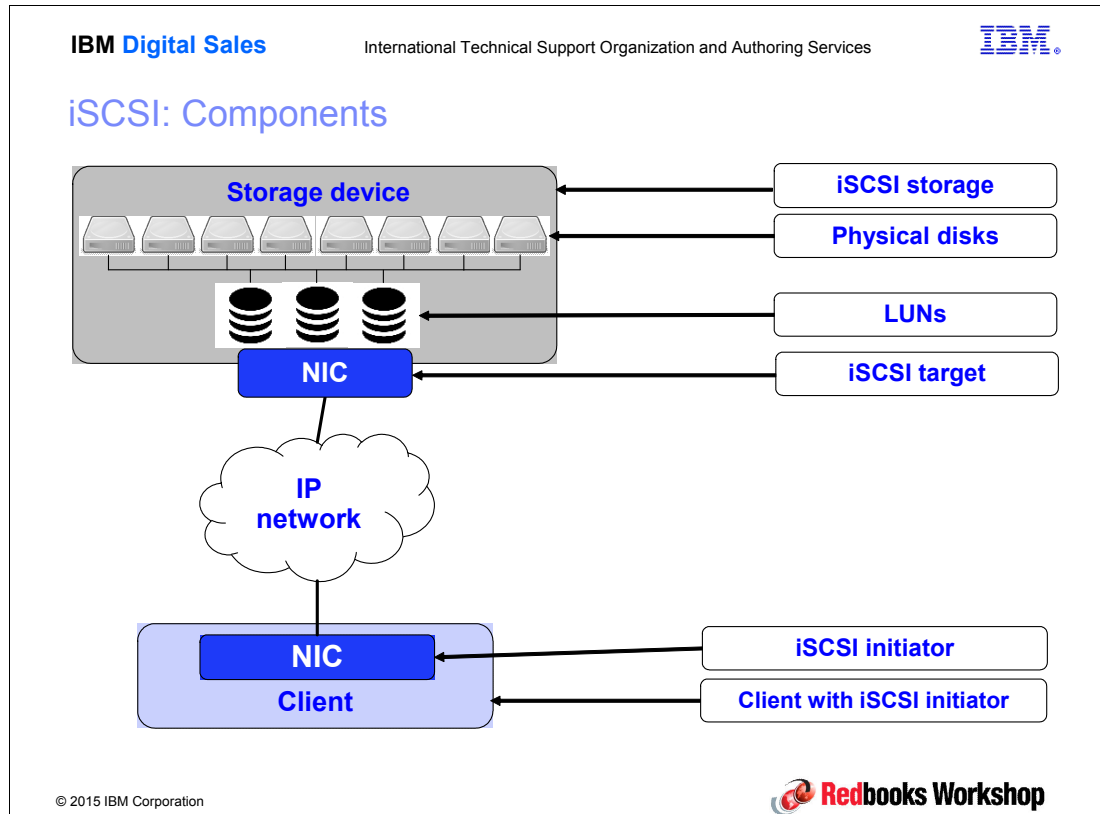 IBM Digital Sales
International Technical Support Organization and Authoring Services
IBM®
iSCSI: Components
Storage device
iSCSI storage
Physical disks
LUNs
NIC
iSCSI target
IP
network
NIC
Client
iSCSI initiator
Client with iSCSI initiator
© 2015 IBM Corporation
Redbooks Workshop